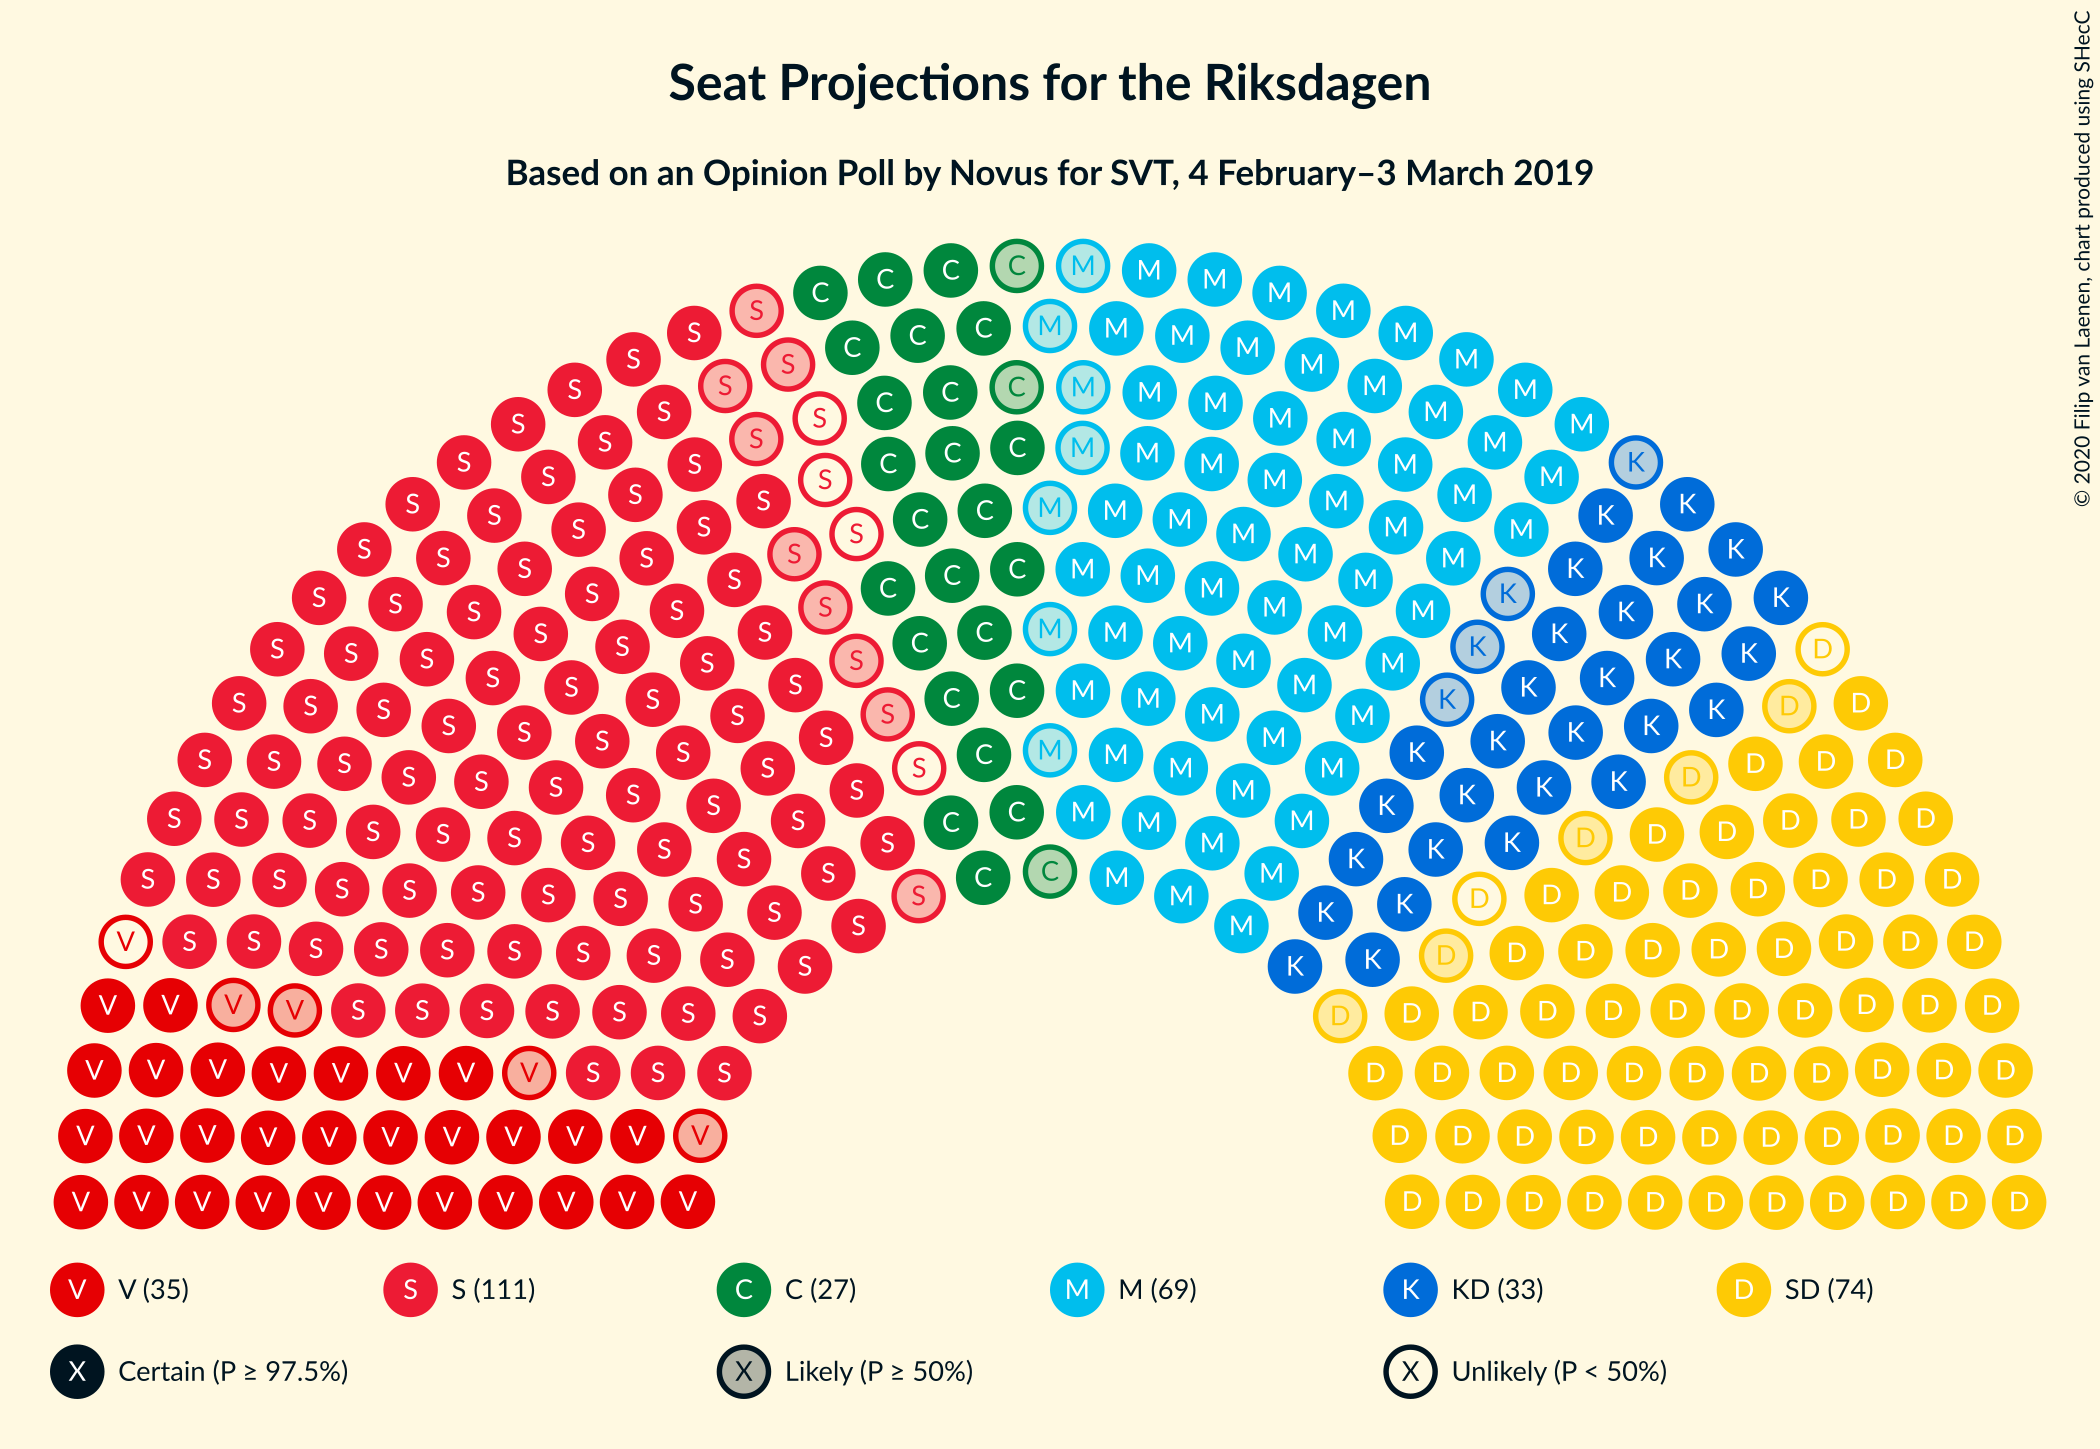 Seat Projections for the Riksdagen
Based on an Opinion Poll by Novus for SVT, 4 February–3 March 2019
© 2020 Filip van Laenen, chart produced using SHecC
V V (35) S S (111) C C (27) M M (69) K KD (33) D SD (74)
X Certain (P ≥ 97.5%) X Likely (P ≥ 50%) X Unlikely (P < 50%)